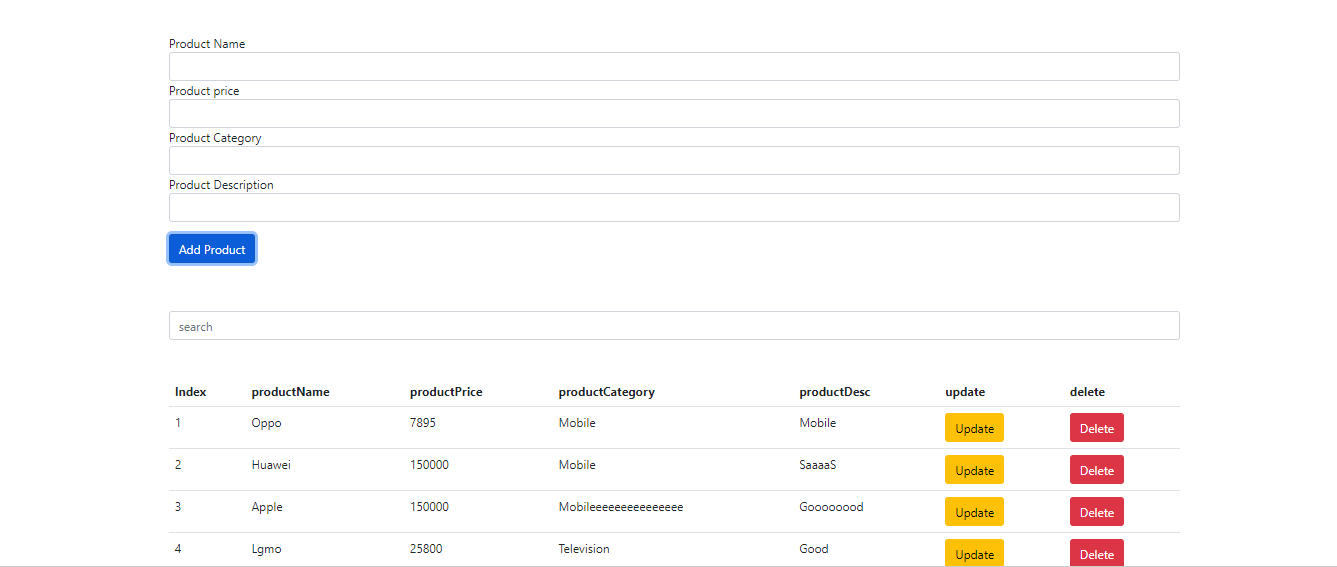 Product Name
Product price
Product Category
Product Description
Add Product
search
Index productName productPrice productCategory productDesc update delete
1 Oppo 7895 Mobile Mobile Update Delete
2 Huawei 150000 Mobile SaaaaS Update Delete
3 Apple 150000 Mobileeeeeeeeeeeeeee Goooooood Update Delete
4 Lgmo 25800 Television Good Update Delete